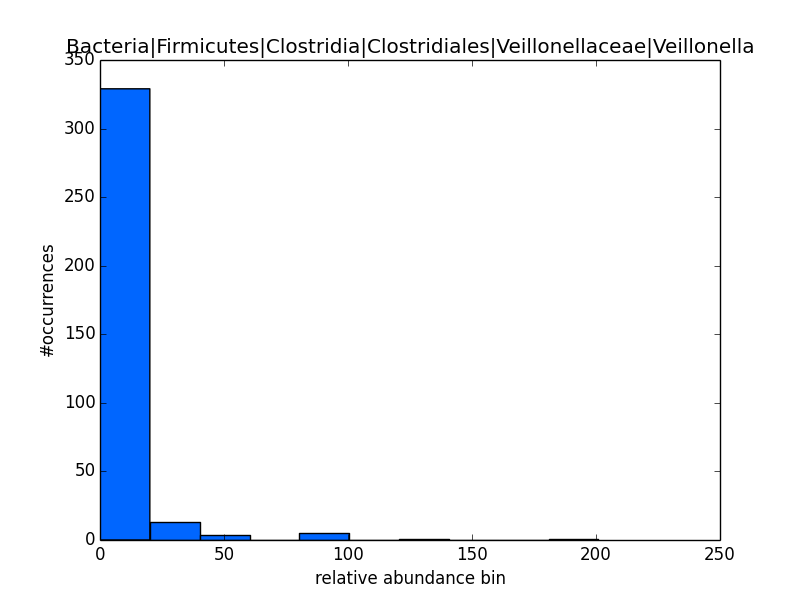 Bacteria|Firmicutes|Clostridia|Clostridiales|Veillonellaceae|Veillonella
350
300
250
200
150
100
50
0
#occurrences
0 50 100 150 200 250
relative abundance bin